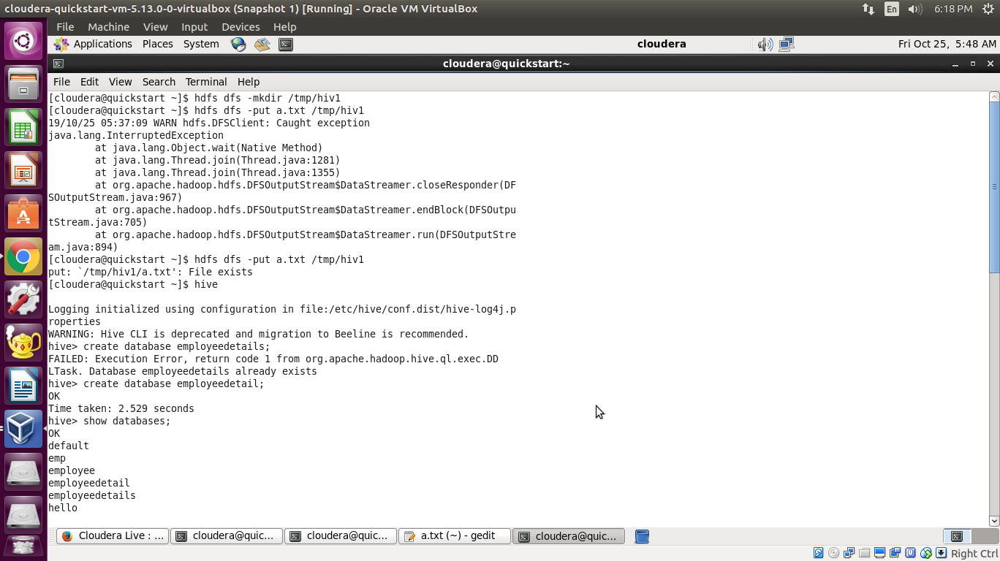 cloudera-quickstart-vm-5.13.0-0-virtualbox (Snapshot 1) [Running] - Oracle VM VirtualBox
En
6:18 PM
File Machine View Input Devices Help
Applications Places System
cloudera
Fri Oct 25, 5:48 AM
cloudera@quickstart:~
File Edit View Search Terminal Help
[cloudera@quickstart ~]$ hdfs dfs -mkdir /tmp/hiv1
[cloudera@quickstart ~]$ hdfs dfs -put a.txt /tmp/hiv1
19/10/25 05:37:09 WARN hdfs.DFSClient: Caught exception
java.lang.InterruptedException
        at java.lang.Object.wait(Native Method)
        at java.lang.Thread.join(Thread.java:1281)
        at java.lang.Thread.join(Thread.java:1355)
        at org.apache.hadoop.hdfs.DFSOutputStream$DataStreamer.closeResponder(DF
SOutputStream.java:967)
        at org.apache.hadoop.hdfs.DFSOutputStream$DataStreamer.endBlock(DFSOutpu
tStream.java:705)
        at org.apache.hadoop.hdfs.DFSOutputStream$DataStreamer.run(DFSOutputStre
am.java:894)
[cloudera@quickstart ~]$ hdfs dfs -put a.txt /tmp/hiv1
put: `/tmp/hiv1/a.txt': File exists
[cloudera@quickstart ~]$ hive
Logging initialized using configuration in file:/etc/hive/conf.dist/hive-log4j.p
roperties
WARNING: Hive CLI is deprecated and migration to Beeline is recommended.
hive> create database employeedetails;
FAILED: Execution Error, return code 1 from org.apache.hadoop.hive.ql.exec.DD
LTask. Database employeedetails already exists
hive> create database employeedetail;
OK
Time taken: 2.529 seconds
hive> show databases;
OK
default
emp
employee
employeedetail
employeedetails
hello
Cloudera Live : ...
cloudera@quic...
cloudera@quic...
a.txt (~) - gedit
cloudera@quic...
Right Ctrl